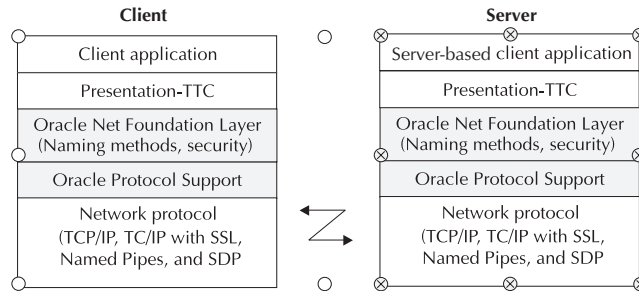 Client
Client application
Presentation-TTC
Oracle Net Foundation Layer
(Naming methods, security)
Oracle Protocol Support
Network protocol
(TCP/IP, TC/IP with SSL,
Named Pipes, and SDP
Server
Server-based client application
Presentation-TTC
Oracle Net Foundation Layer
(Naming methods, security)
Oracle Protocol Support
Network protocol
(TCP/IP, TC/IP with SSL,
Named Pipes, and SDP